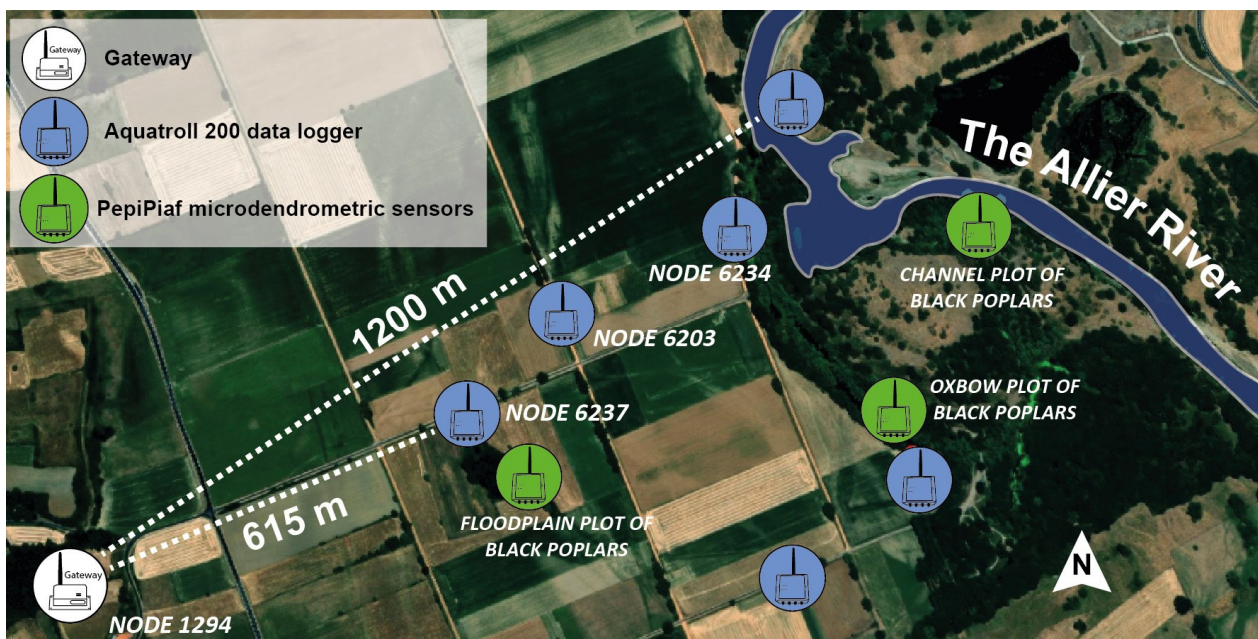 Gateway
Gateway
Aquatroll 200 data logger
PepiPiaf microdendrometric sensors
The Allier River
NODE 6234
CHANNEL PLOT OF
BLACK POPLARS
1200 m
NODE 6203
OXBOW PLOT OF
BLACK POPLARS
NODE 6237
615 m
FLOODPLAIN PLOT OF
BLACK POPLARS
Gateway
NODE 1294
N